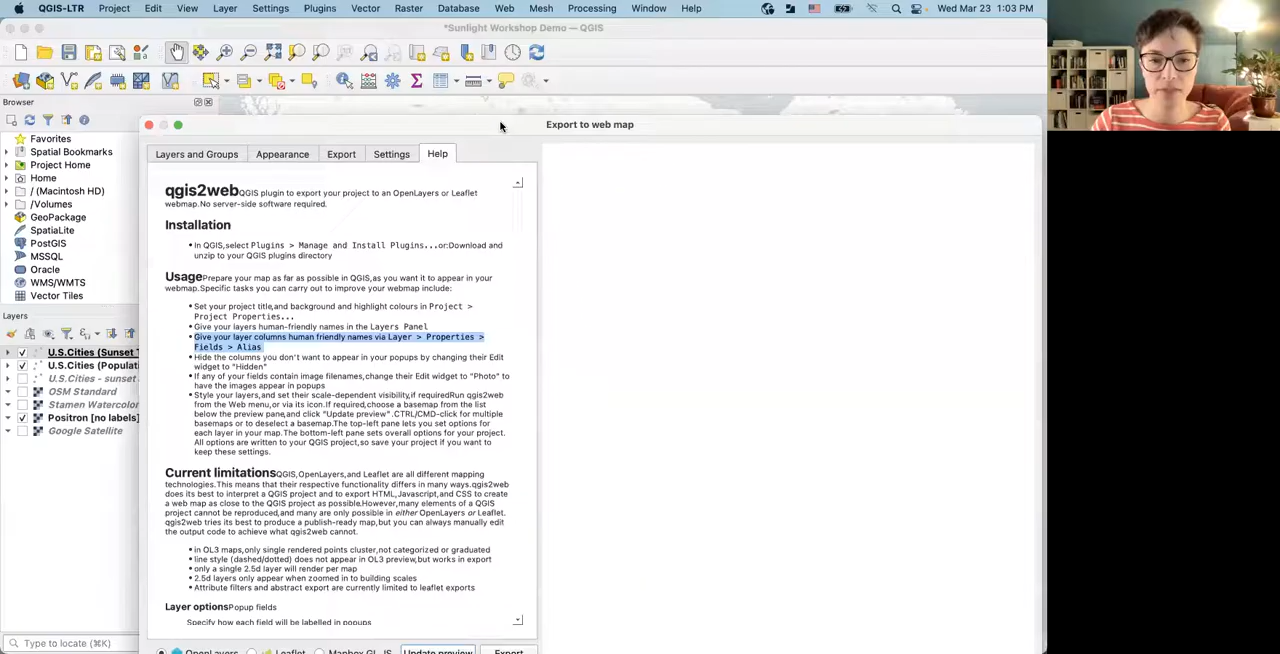 QGIS-LTR Project Edit View Layer Settings Plugins Vector Raster Database Web Mesh Processing Window Help Wed Mar 23 1:03 PM
*Sunlight Workshop Demo — QGIS
Browser
Favorites
Spatial Bookmarks
Project Home
Home
/ (Macintosh HD)
/Volumes
GeoPackage
SpatiaLite
PostGIS
MSSQL
Oracle
WMS/WMTS
Vector Tiles
Layers
U.S.Cities (Sunset T
U.S.Cities (Populati
U.S.Cities - sunset
OSM Standard
Stamen Watercolor
Positron [no labels]
Google Satellite
Type to locate (⌘K)
Export to web map
Layers and Groups Appearance Export Settings Help
qgis2webQGIS plugin to export your project to an OpenLayers or Leaflet
webmap.No server-side software required.
Installation
• In QGIS,select Plugins > Manage and Install Plugins...or:Download and
unzip to your QGIS plugins directory
UsagePrepare your map as far as possible in QGIS,as you want it to appear in your
webmap.Specific tasks you can carry out to improve your webmap include:
• Set your project title,and background and highlight colours in Project >
Project Properties...
• Give your layers human-friendly names in the Layers Panel
• Give your layer columns human friendly names via Layer > Properties >
Fields > Alias
• Hide the columns you don't want to appear in your popups by changing their Edit
widget to "Hidden"
• If any of your fields contain image filenames,change their Edit widget to "Photo" to
have the images appear in popups
• Style your layers,and set their scale-dependent visibility,if requiredRun qgis2web
from the Web menu,or via its icon.If required,choose a basemap from the list
below the preview pane,and click "Update preview".CTRL/CMD-click for multiple
basemaps or to deselect a basemap.The top-left pane lets you set options for
each layer in your map.The bottom-left pane sets overall options for your project.
All options are written to your QGIS project,so save your project if you want to
keep these settings.
Current limitationsQGIS,OpenLayers,and Leaflet are all different mapping
technologies.This means that their respective functionality differs in many ways.qgis2web
does its best to interpret a QGIS project and to export HTML,Javascript,and CSS to create
a web map as close to the QGIS project as possible.However,many elements of a QGIS
project cannot be reproduced,and many are only possible in either OpenLayers or Leaflet.
qgis2web tries its best to produce a publish-ready map,but you can always manually edit
the output code to achieve what qgis2web cannot.
• in OL3 maps,only single rendered points cluster,not categorized or graduated
• line style (dashed/dotted) does not appear in OL3 preview,but works in export
• only a single 2.5d layer will render per map
• 2.5d layers only appear when zoomed in to building scales
• Attribute filters and abstract export are currently limited to leaflet exports
Layer optionsPopup fields
Specify how each field will be labelled in popups
OpenLayers Leaflet Mapbox GL JS Update preview Export